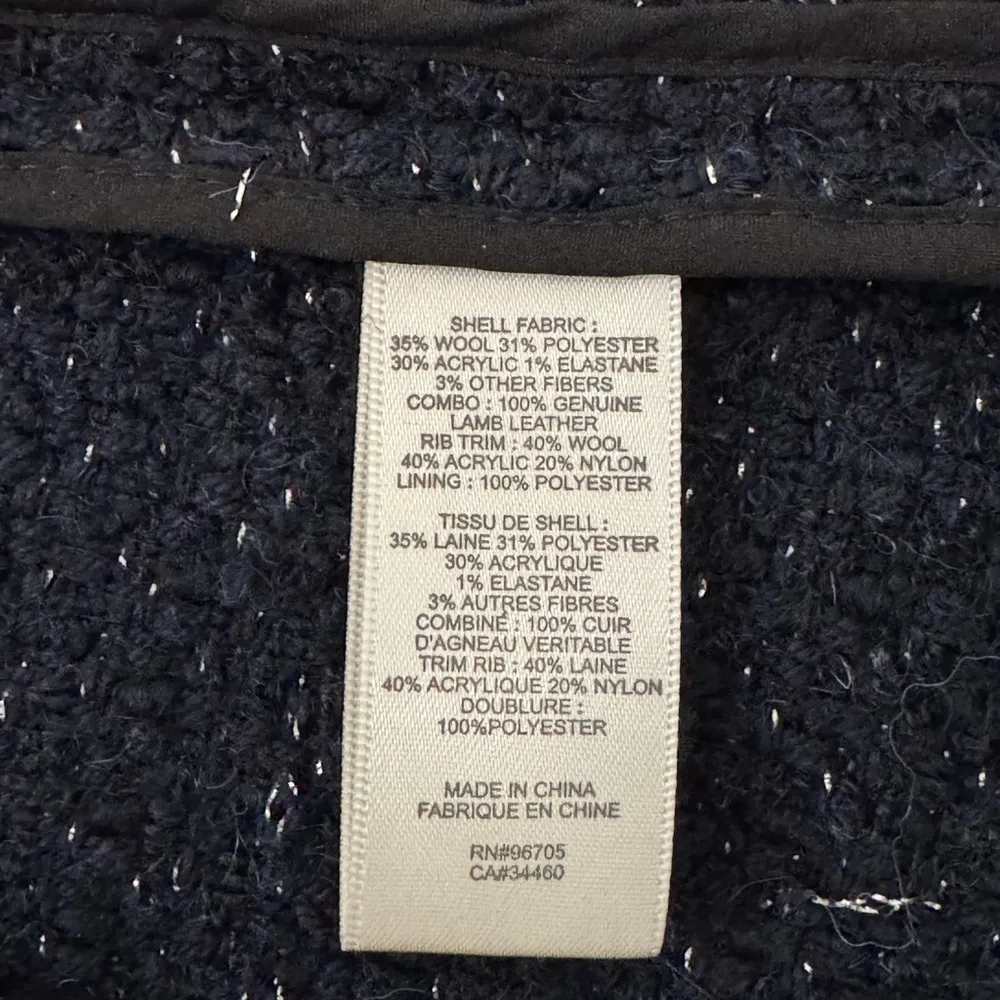 SHELL FABRIC :
35% WOOL 31% POLYESTER
30% ACRYLIC 1% ELASTANE
3% OTHER FIBERS
COMBO : 100% GENUINE
LAMB LEATHER
RIB TRIM : 40% WOOL
40% ACRYLIC 20% NYLON
LINING : 100% POLYESTER
TISSU DE SHELL :
35% LAINE 31% POLYESTER
30% ACRYLIQUE
1% ELASTANE
3% AUTRES FIBRES
COMBINÉ : 100% CUIR
D'AGNEAU VERITABLE
TRIM RIB : 40% LAINE
40% ACRYLIQUE 20% NYLON
DOUBLURE :
100%POLYESTER
MADE IN CHINA
FABRIQUE EN CHINE
RN#96705
CA#34460